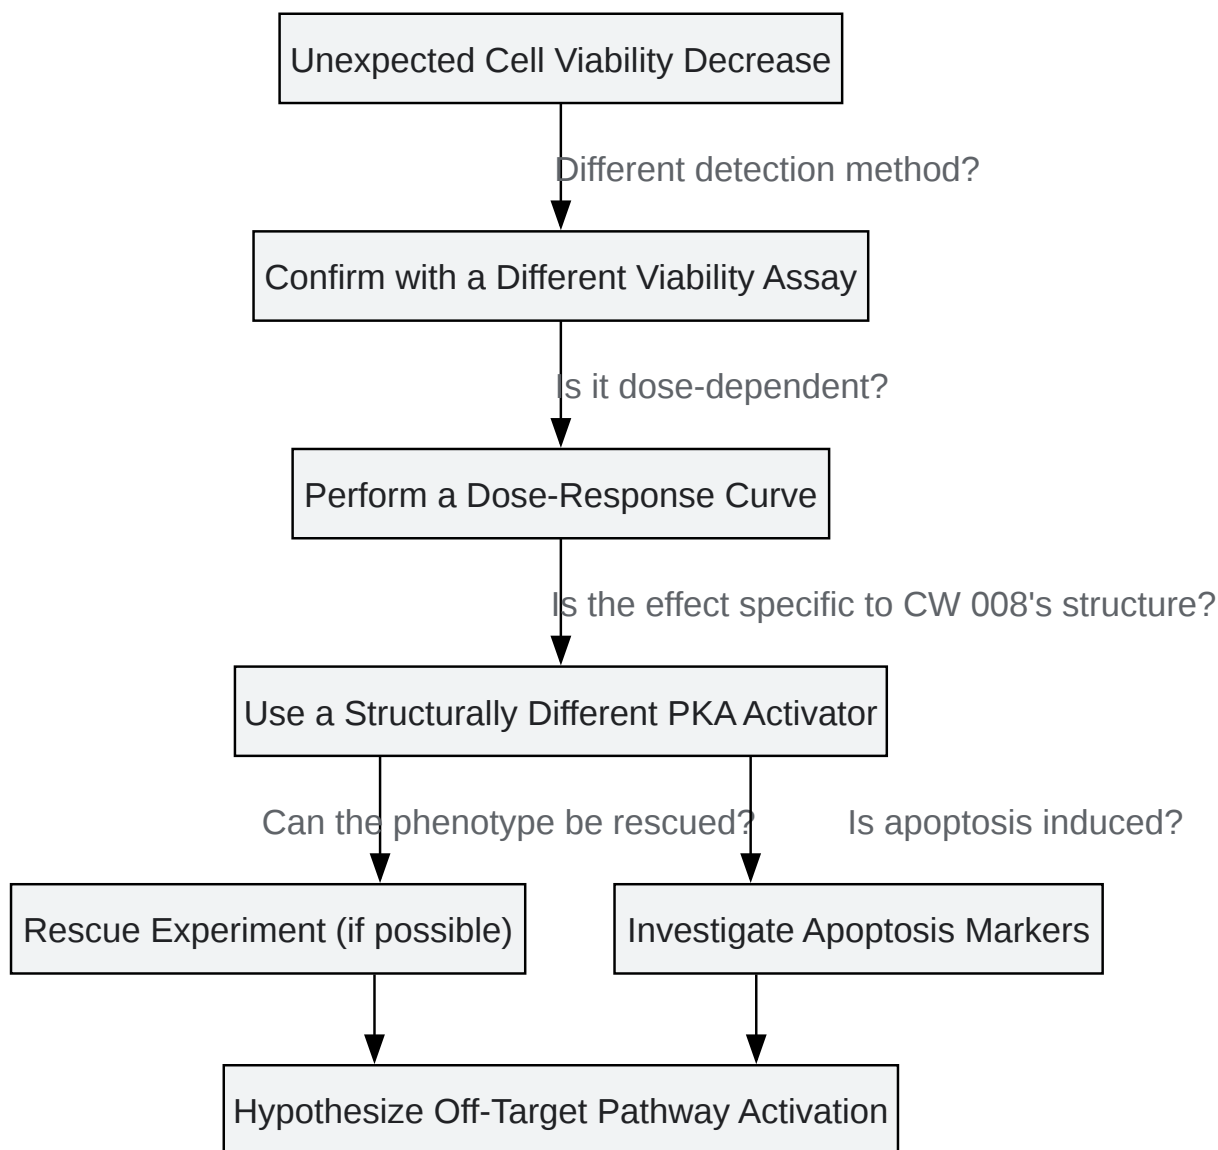 Unexpected Cell Viability Decrease
Different detection method?
Confirm with a Different Viability Assay
Is it dose-dependent?
Perform a Dose-Response Curve
Is the effect specific to CW 008's structure?
Use a Structurally Different PKA Activator
Can the phenotype be rescued?
Is apoptosis induced?
Rescue Experiment (if possible)
Investigate Apoptosis Markers
Hypothesize Off-Target Pathway Activation